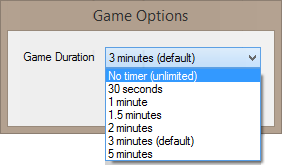 Game Options
Game Duration 3 minutes (default)
No timer (unlimited)
30 seconds
1 minute
1.5 minutes
2 minutes
3 minutes (default)
5 minutes